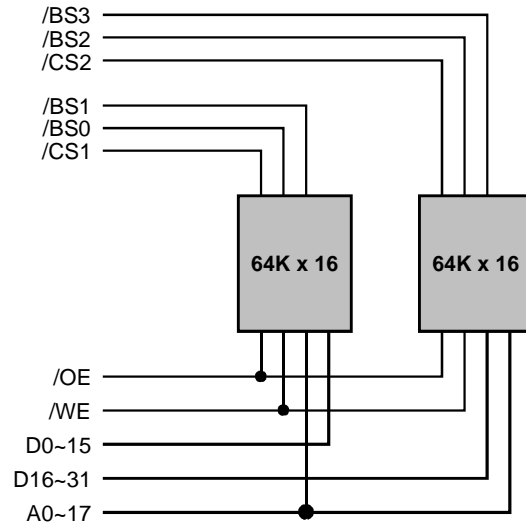 /BS3
/BS2
/CS2
/BS1
/BS0
/CS1
64K x 16
64K x 16
/OE
/WE
D0~15
D16~31
A0~17